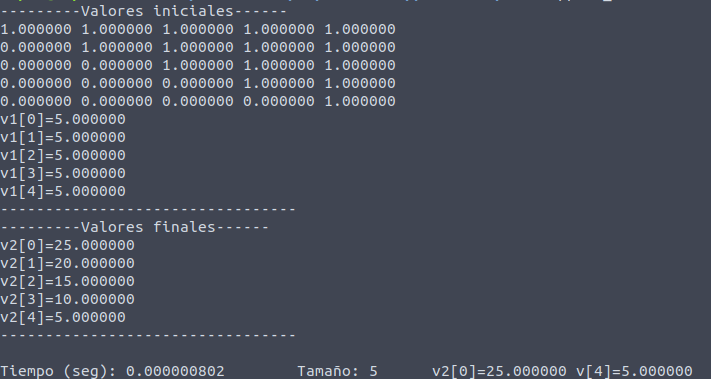 ---------Valores iniciales------
1.000000 1.000000 1.000000 1.000000 1.000000
0.000000 1.000000 1.000000 1.000000 1.000000
0.000000 0.000000 1.000000 1.000000 1.000000
0.000000 0.000000 0.000000 1.000000 1.000000
0.000000 0.000000 0.000000 0.000000 1.000000
v1[0]=5.000000
v1[1]=5.000000
v1[2]=5.000000
v1[3]=5.000000
v1[4]=5.000000
---------------------------------
---------Valores finales------
v2[0]=25.000000
v2[1]=20.000000
v2[2]=15.000000
v2[3]=10.000000
v2[4]=5.000000
---------------------------------
Tiempo (seg): 0.000000802 Tamaño: 5 v2[0]=25.000000 v[4]=5.000000